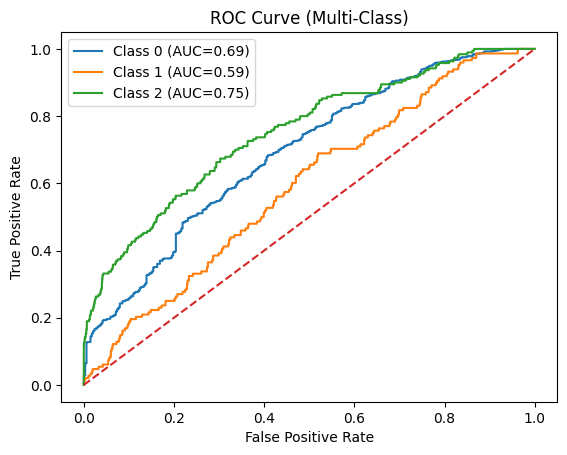 ROC Curve (Multi-Class)
Class 0 (AUC=0.69)
Class 1 (AUC=0.59)
Class 2 (AUC=0.75)
True Positive Rate
1.0
0.8
0.6
0.4
0.2
0.0
0.0 0.2 0.4 0.6 0.8 1.0
False Positive Rate